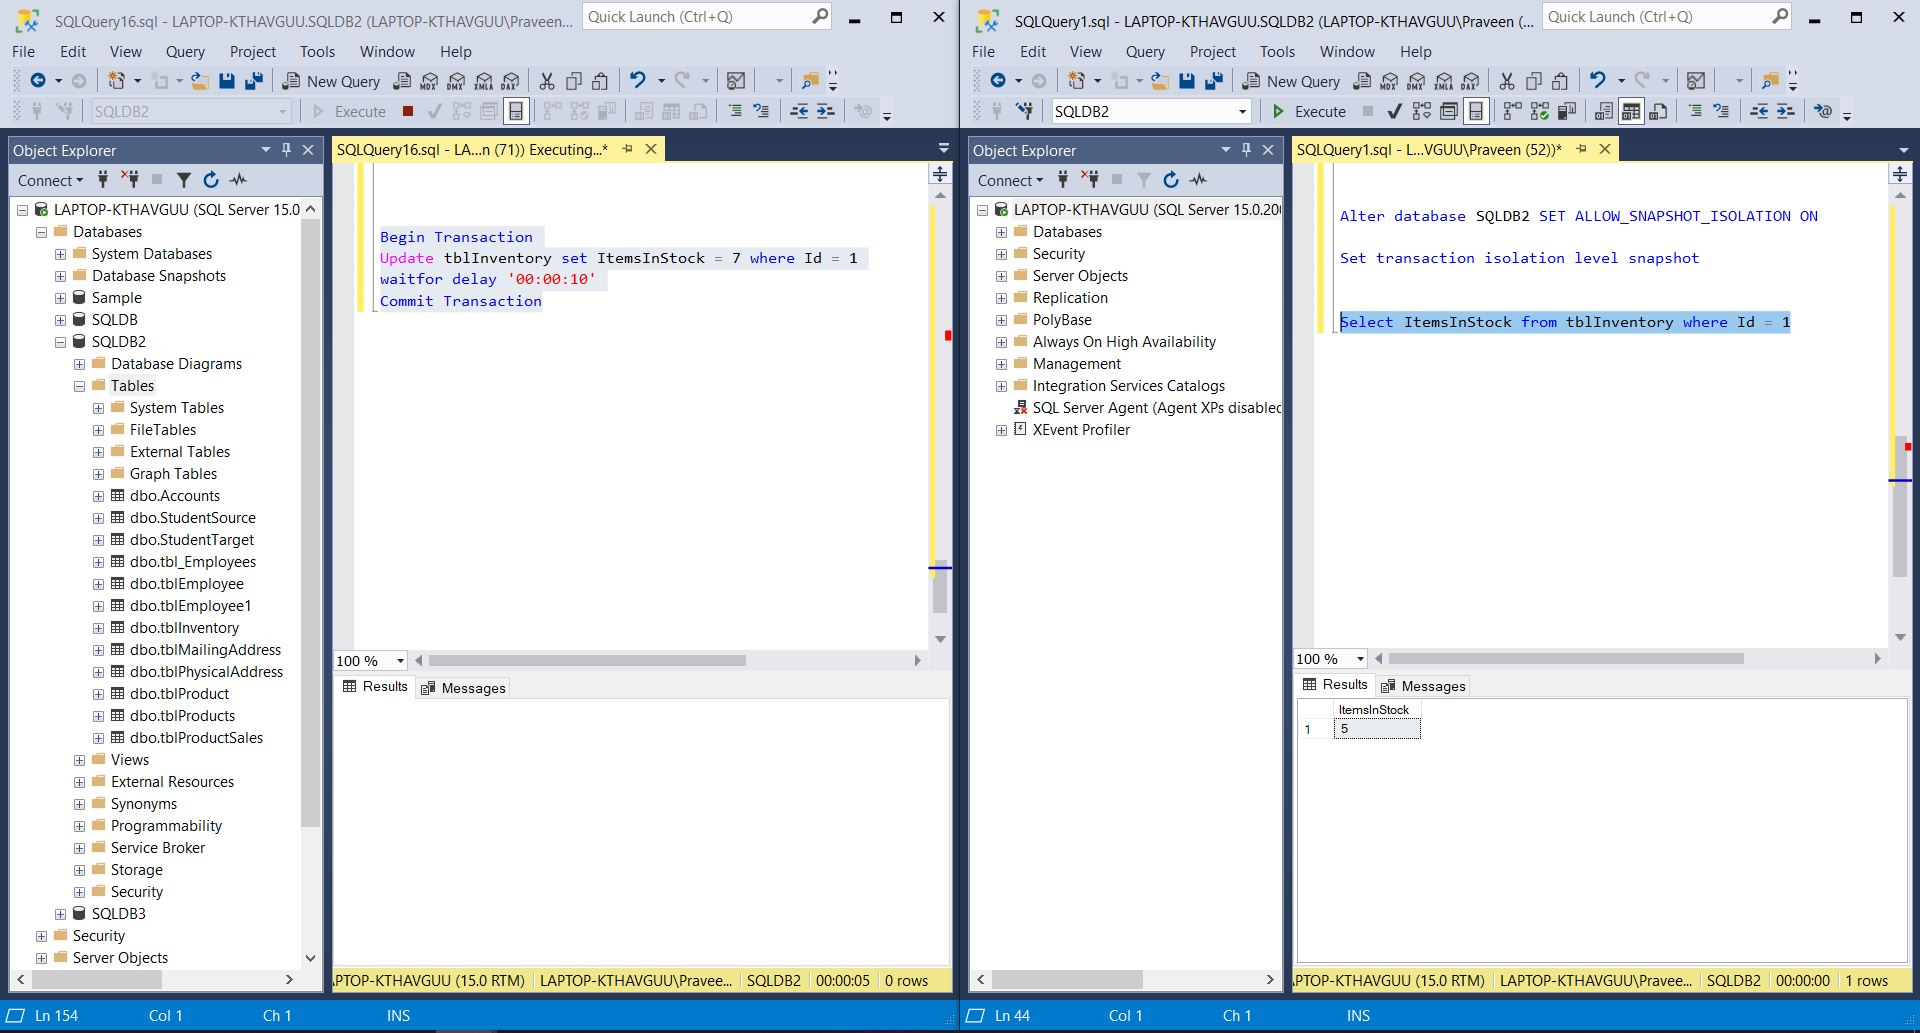 SQLQuery16.sql - LAPTOP-KTHAVGUU.SQLDB2 (LAPTOP-KTHAVGUU\Praveen...
Quick Launch (Ctrl+Q)
File Edit View Query Project Tools Window Help
New Query MDX DMX XMLA DAX
SQLDB2 Execute
Object Explorer
Connect
LAPTOP-KTHAVGUU (SQL Server 15.0
Databases
System Databases
Database Snapshots
Sample
SQLDB
SQLDB2
Database Diagrams
Tables
System Tables
FileTables
External Tables
Graph Tables
dbo.Accounts
dbo.StudentSource
dbo.StudentTarget
dbo.tbl_Employees
dbo.tblEmployee
dbo.tblEmployee1
dbo.tblInventory
dbo.tblMailingAddress
dbo.tblPhysicalAddress
dbo.tblProduct
dbo.tblProducts
dbo.tblProductSales
Views
External Resources
Synonyms
Programmability
Service Broker
Storage
Security
SQLDB3
Security
Server Objects
SQLQuery16.sql - LA...n (71)) Executing...*
Begin Transaction
Update tblInventory set ItemsInStock = 7 where Id = 1
waitfor delay '00:00:10'
Commit Transaction
100 %
Results Messages
PTOP-KTHAVGUU (15.0 RTM) LAPTOP-KTHAVGUU\Pravee... SQLDB2 00:00:05 0 rows
Ln 154 Col 1 Ch 1 INS
SQLQuery1.sql - LAPTOP-KTHAVGUU.SQLDB2 (LAPTOP-KTHAVGUU\Praveen (...
Quick Launch (Ctrl+Q)
File Edit View Query Project Tools Window Help
New Query MDX DMX XMLA DAX
SQLDB2 Execute
Object Explorer
Connect
LAPTOP-KTHAVGUU (SQL Server 15.0.20
Databases
Security
Server Objects
Replication
PolyBase
Always On High Availability
Management
Integration Services Catalogs
SQL Server Agent (Agent XPs disabled
XEvent Profiler
SQLQuery1.sql - L...VGUU\Praveen (52))*
Alter database SQLDB2 SET ALLOW_SNAPSHOT_ISOLATION ON
Set transaction isolation level snapshot
Select ItemsInStock from tblInventory where Id = 1
100 %
Results Messages
ItemsInStock
1 5
PTOP-KTHAVGUU (15.0 RTM) LAPTOP-KTHAVGUU\Pravee... SQLDB2 00:00:00 1 rows
Ln 44 Col 1 Ch 1 INS